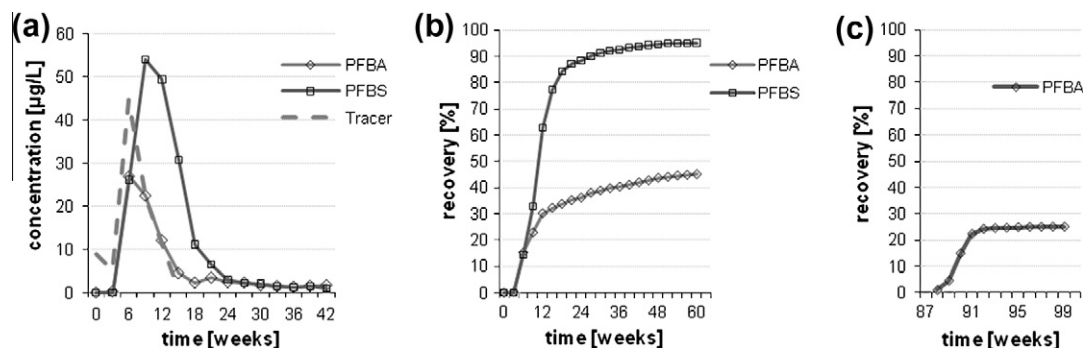 (a)
60
50
40
30
20
10
0
concentration [µg/L]
0 6 12 18 24 30 36 42
time [weeks]
PFBA
PFBS
Tracer
(b)
100
90
80
70
60
50
40
30
20
10
0
recovery [%]
0 12 24 36 48 60
time [weeks]
PFBA
PFBS
(c)
100
90
80
70
60
50
40
30
20
10
0
recovery [%]
87 91 95 99
time [weeks]
PFBA